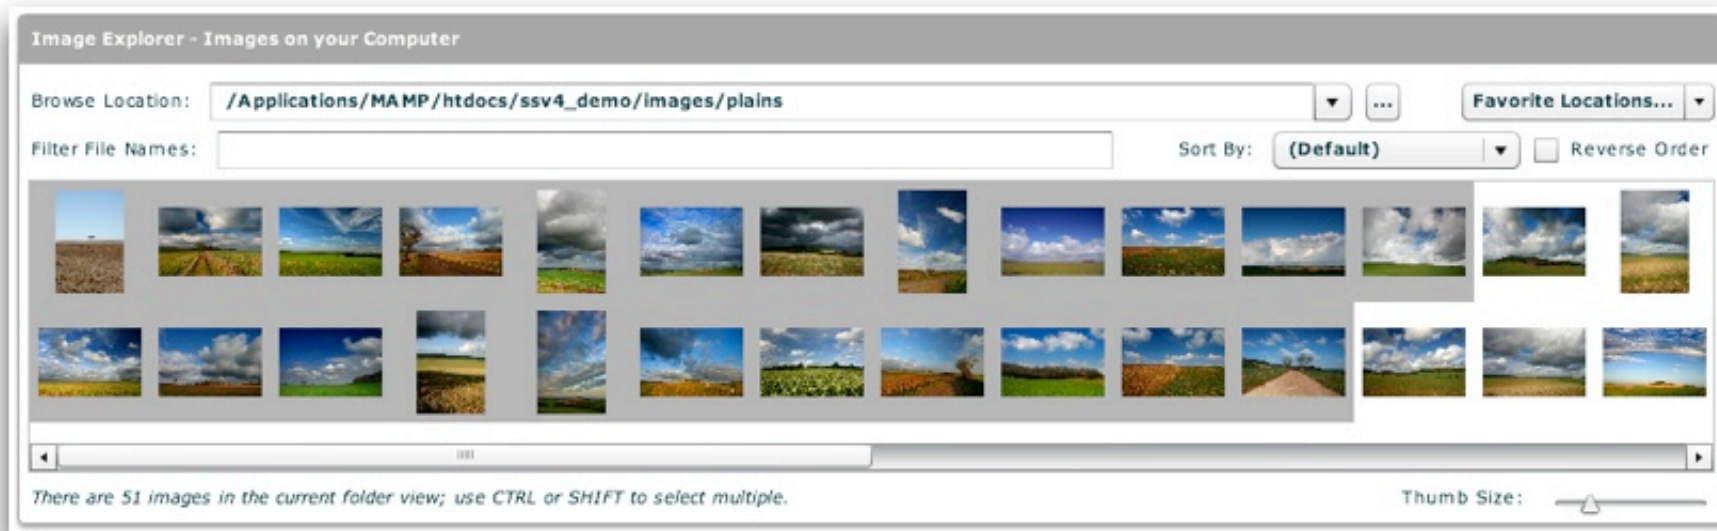 Image Explorer - Images on your Computer
Browse Location: /Applications/MAMP/htdocs/ssv4_demo/images/plains ... Favorite Locations...
Filter File Names: Sort By: (Default) Reverse Order
There are 51 images in the current folder view; use CTRL or SHIFT to select multiple. Thumb Size: